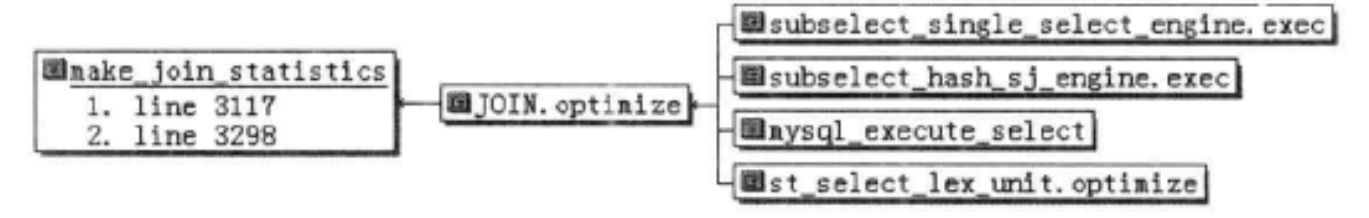 make_join_statistics
1. line 3117
2. line 3298
JOIN.optimize
subselect_single_select_engine.exec
subselect_hash_sj_engine.exec
mysql_execute_select
st_select_lex_unit.optimize